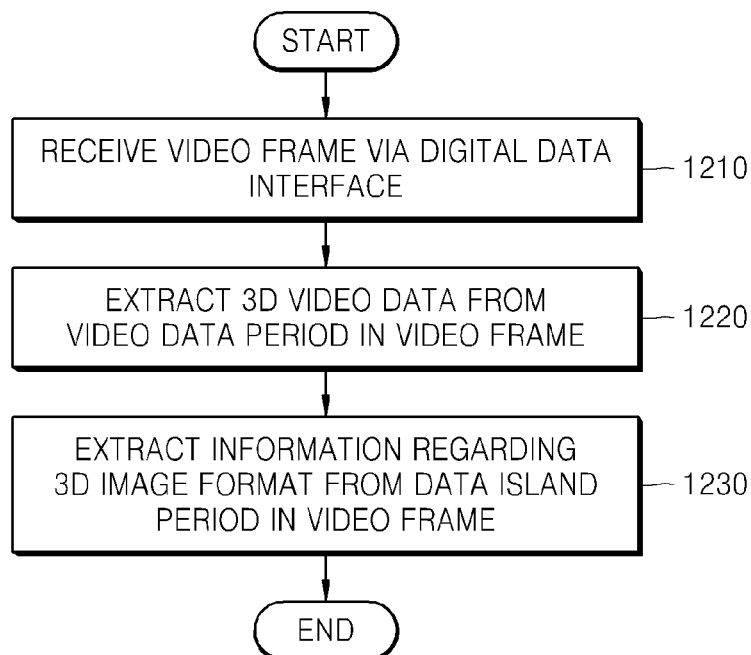 START
RECEIVE VIDEO FRAME VIA DIGITAL DATA
INTERFACE
1210
EXTRACT 3D VIDEO DATA FROM
VIDEO DATA PERIOD IN VIDEO FRAME
1220
EXTRACT INFORMATION REGARDING
3D IMAGE FORMAT FROM DATA ISLAND
PERIOD IN VIDEO FRAME
1230
END